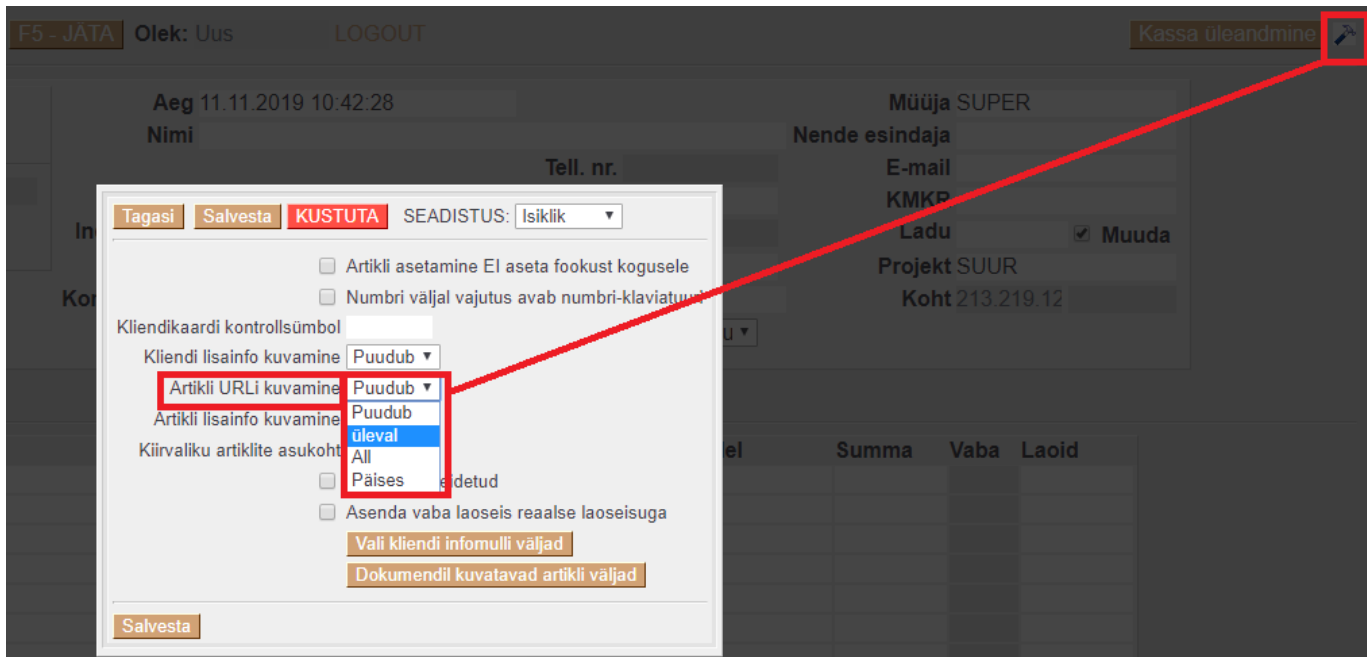 F5 - JÄTA Olek: Uus LOGOUT Kassa üleandmine
Aeg 11.11.2019 10:42:28 Müüja SUPER
Nimi Nende esindaja
Tell. nr. E-mail
KMKR
Ladu Muuda
Projekt SUUR
Koht 213.219.12
Tagasi Salvesta KUSTUTA SEADISTUS: Isiklik
Artikli asetamine EI aseta fookust kogusele
Numbri väljal vajutus avab numbri-klaviatuuri
Kliendikaardi kontrollsümbol
Kliendi lisainfo kuvamine Puudub
Artikli URLi kuvamine Puudub
Puudub
Artikli lisainfo kuvamine
üleval
Kiirvaliku artiklite asukoht
All
Päises
Asenda vaba laoseis reaalse laoseisuga
Vali kliendi infomulli väljad
Dokumendil kuvatavad artikli väljad
Salvesta
Summa Vaba Laoid